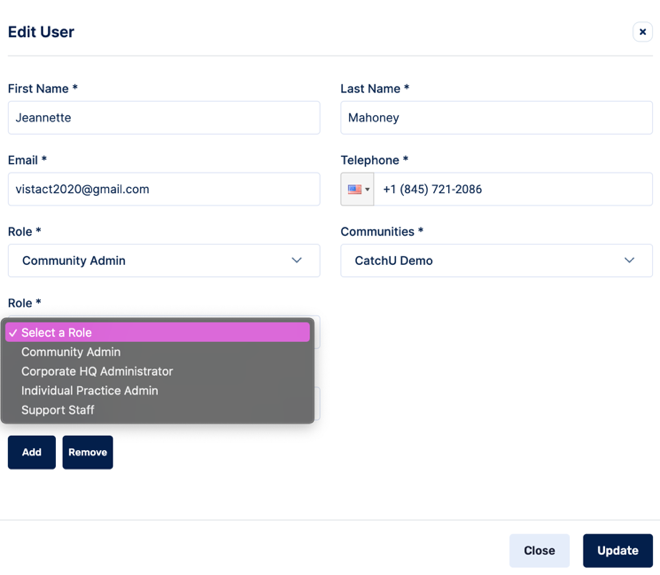 Edit User
First Name *
Last Name *
Jeannette
Mahoney
Email *
Telephone *
vistact2020@gmail.com
+1 (845) 721-2086
Role *
Communities *
Community Admin
CatchU Demo
Role *
✓ Select a Role
Community Admin
Corporate HQ Administrator
Individual Practice Admin
Support Staff
Add
Remove
Close
Update